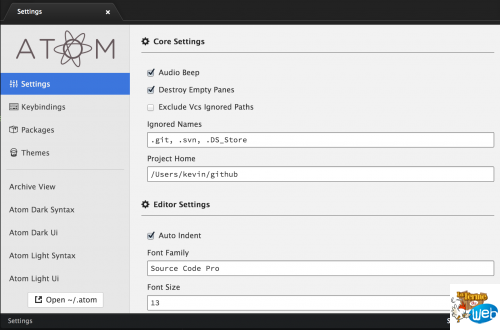 Settings
ATOM
Settings
Keybindings
Packages
Themes
Archive View
Atom Dark Syntax
Atom Dark Ui
Atom Light Syntax
Atom Light Ui
Open ~/.atom
Core Settings
Audio Beep
Destroy Empty Panes
Exclude Vcs Ignored Paths
Ignored Names
.git, .svn, .DS_Store
Project Home
/Users/kevin/github
Editor Settings
Auto Indent
Font Family
Source Code Pro
Font Size
13
Settings
La ferme
du
Web